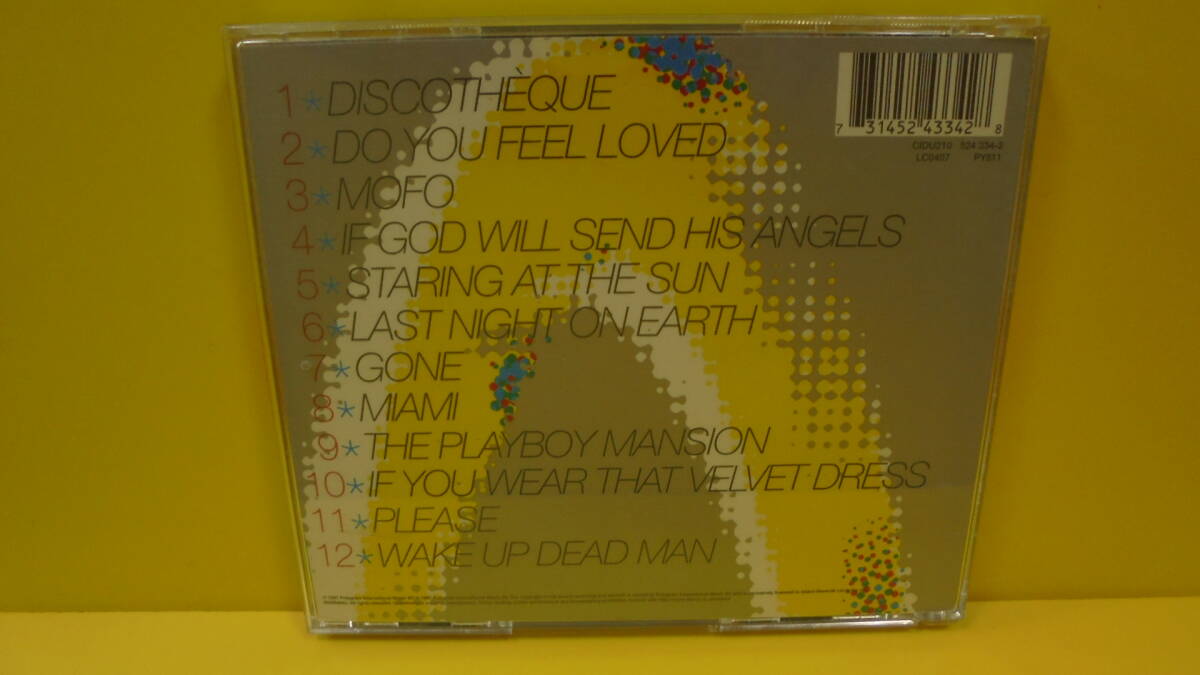 1*DISCOTHÈQUE
2*DO YOU FEEL LOVED
3*MOFO
4*IF GOD WILL SEND HIS ANGELS
5*STARING AT THE SUN
6*LAST NIGHT ON EARTH
7*GONE
8*MIAMI
9*THE PLAYBOY MANSION
10*IF YOU WEAR THAT VELVET DRESS
11*PLEASE
12*WAKE UP DEAD MAN
7 31452 43342 8
CIDU210 524 334-2
LC0407 PY811